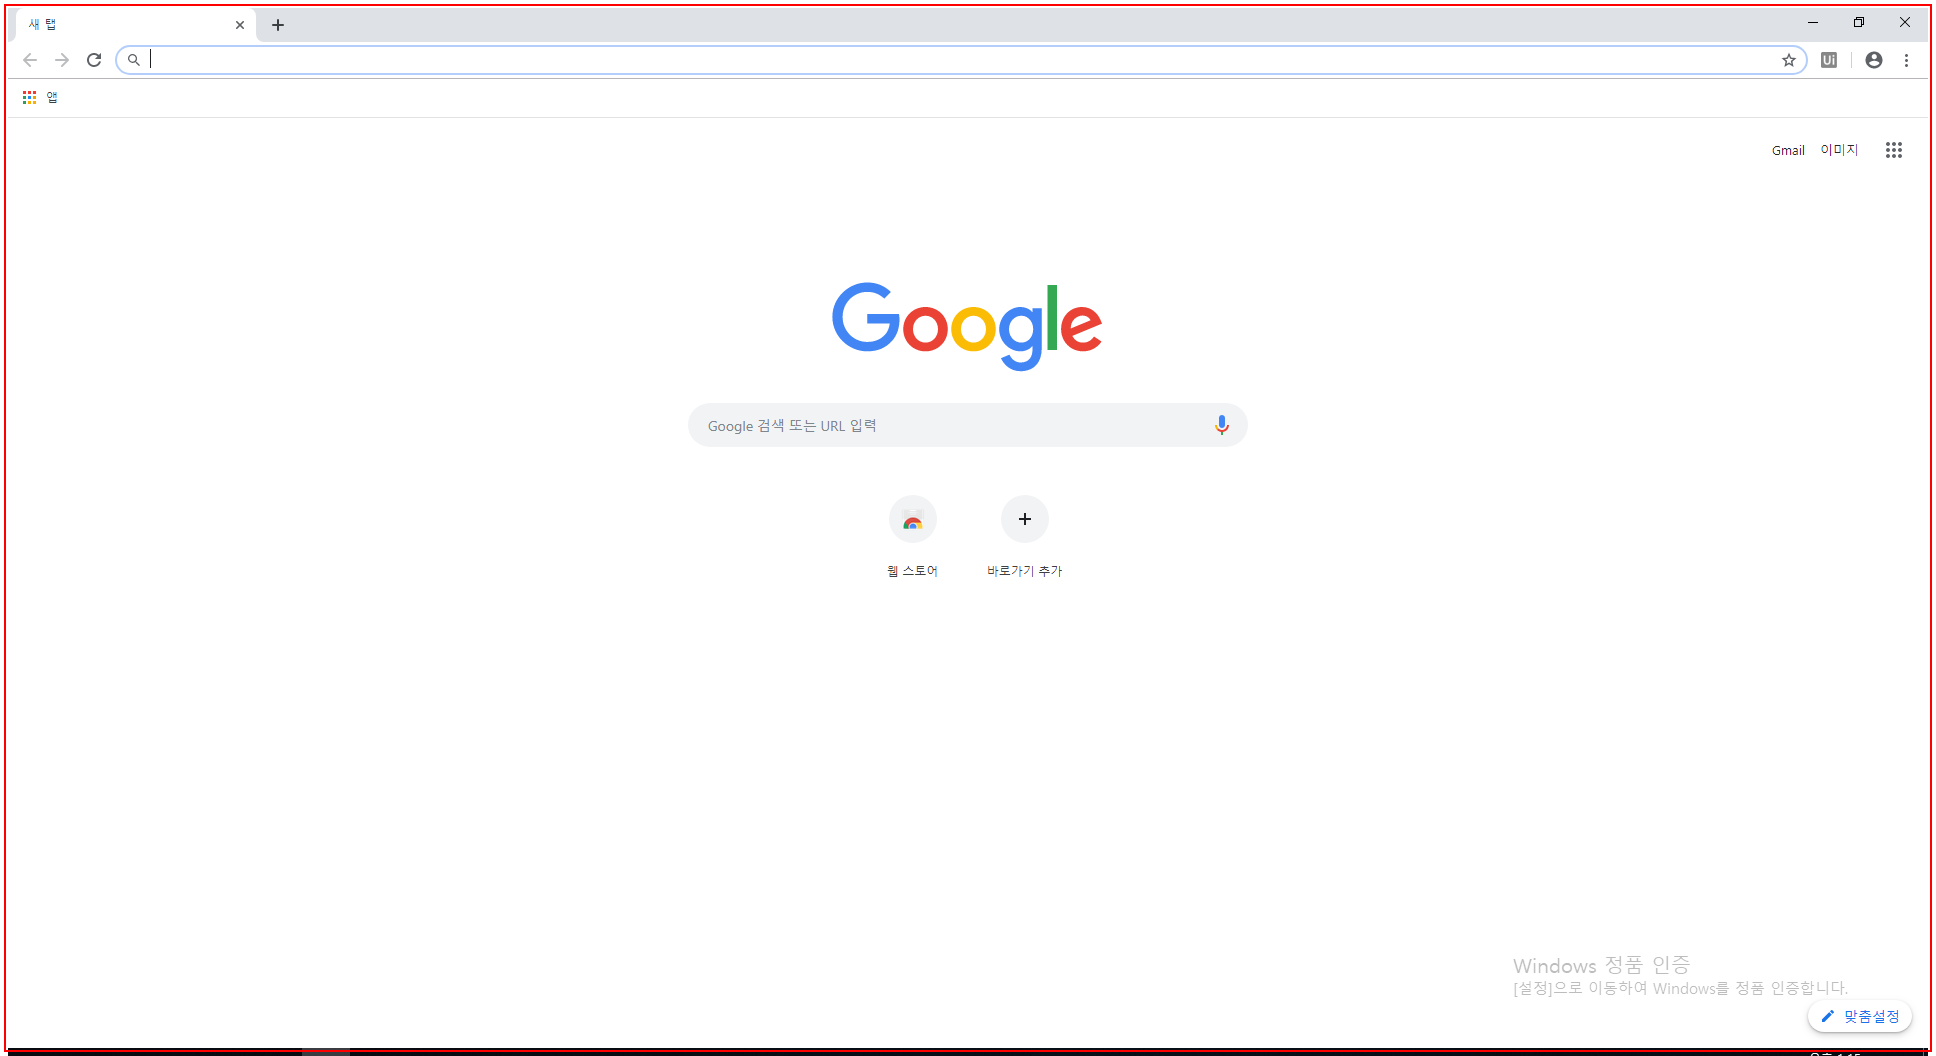 새 탭
Ui
앱
Gmail 이미지
Google
Google 검색 또는 URL 입력
웹 스토어 바로가기 추가
Windows 정품 인증
[설정]으로 이동하여 Windows를 정품 인증합니다.
맞춤설정